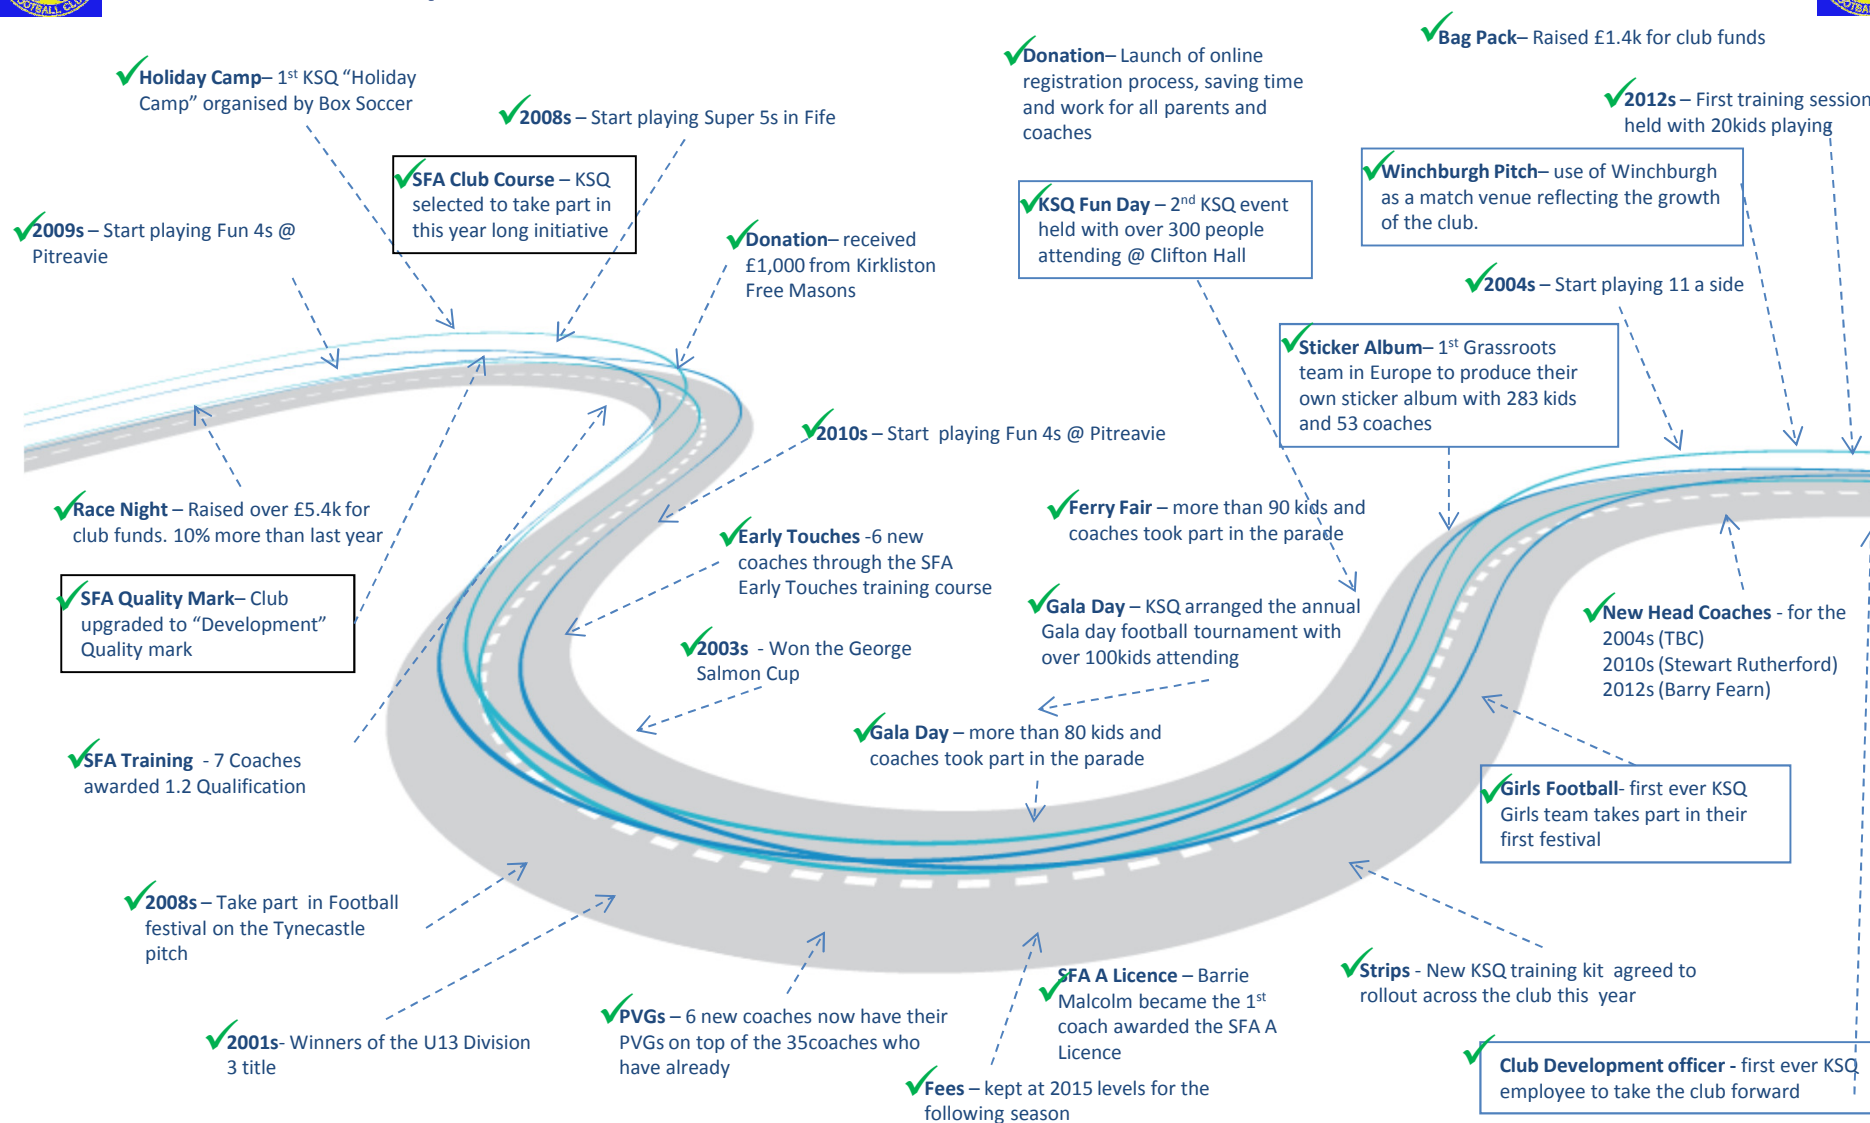 FOOTBALL CLUB
Holiday Camp– 1st KSQ “Holiday
Camp” organised by Box Soccer
2008s – Start playing Super 5s in Fife
SFA Club Course – KSQ
selected to take part in
this year long initiative
2009s – Start playing Fun 4s @
Pitreavie
Donation– received
£1,000 from Kirkliston
Free Masons
Donation– Launch of online
registration process, saving time
and work for all parents and
coaches
Bag Pack– Raised £1.4k for club funds
2012s – First training session
held with 20kids playing
KSQ Fun Day – 2nd KSQ event
held with over 300 people
attending @ Clifton Hall
Winchburgh Pitch– use of Winchburgh
as a match venue reflecting the growth
of the club.
2004s – Start playing 11 a side
Sticker Album– 1st Grassroots
team in Europe to produce their
own sticker album with 283 kids
and 53 coaches
2010s – Start  playing Fun 4s @ Pitreavie
Race Night – Raised over £5.4k for
club funds. 10% more than last year
Early Touches -6 new
coaches through the SFA
Early Touches training course
Ferry Fair – more than 90 kids and
coaches took part in the parade
SFA Quality Mark– Club
upgraded to “Development”
Quality mark
2003s  - Won the George
Salmon Cup
Gala Day – KSQ arranged the annual
Gala day football tournament with
over 100kids attending
New Head Coaches - for the
2004s (TBC)
2010s (Stewart Rutherford)
2012s (Barry Fearn)
SFA Training  - 7 Coaches
awarded 1.2 Qualification
Gala Day – more than 80 kids and
coaches took part in the parade
Girls Football- first ever KSQ
Girls team takes part in their
first festival
2008s – Take part  in Football
festival on the Tynecastle
pitch
2001s- Winners of the U13 Division
3 title
PVGs – 6 new coaches now have their
PVGs on top of the 35coaches who
have already
SFA A Licence – Barrie
Malcolm became the 1st
coach awarded the SFA A
Licence
Strips - New KSQ training kit  agreed to
rollout across the club this  year
Fees – kept at 2015 levels for the
following season
Club Development officer - first ever KSQ
employee to take the club forward